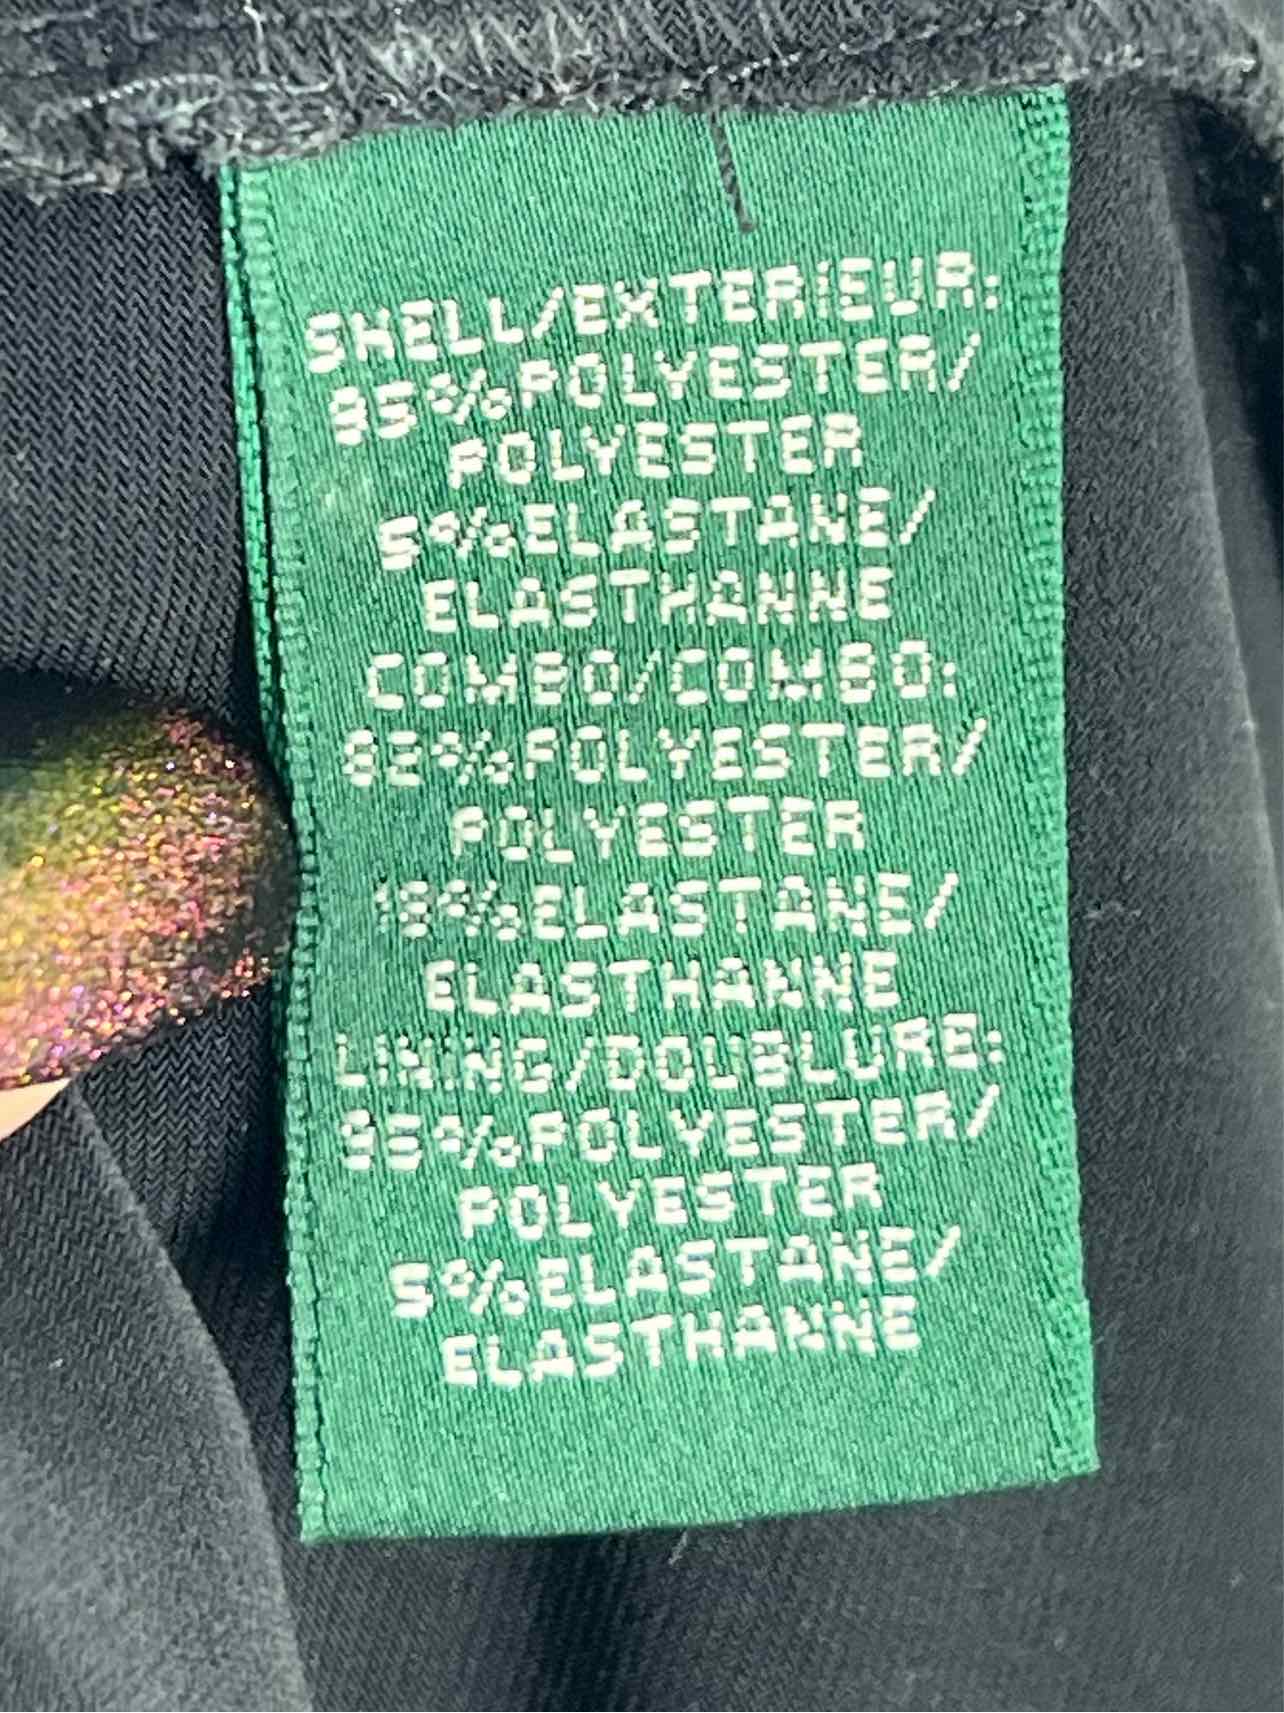 SHELL/EXTERIEUR:
95%POLYESTER/
POLYESTER
5%ELASTANE/
ELASTHANNE
COMBO/COMBO:
82%POLYESTER/
POLYESTER
18%ELASTANE/
ELASTHANNE
LINING/DOUBLURE:
95%POLYESTER/
POLYESTER
5%ELASTANE/
ELASTHANNE